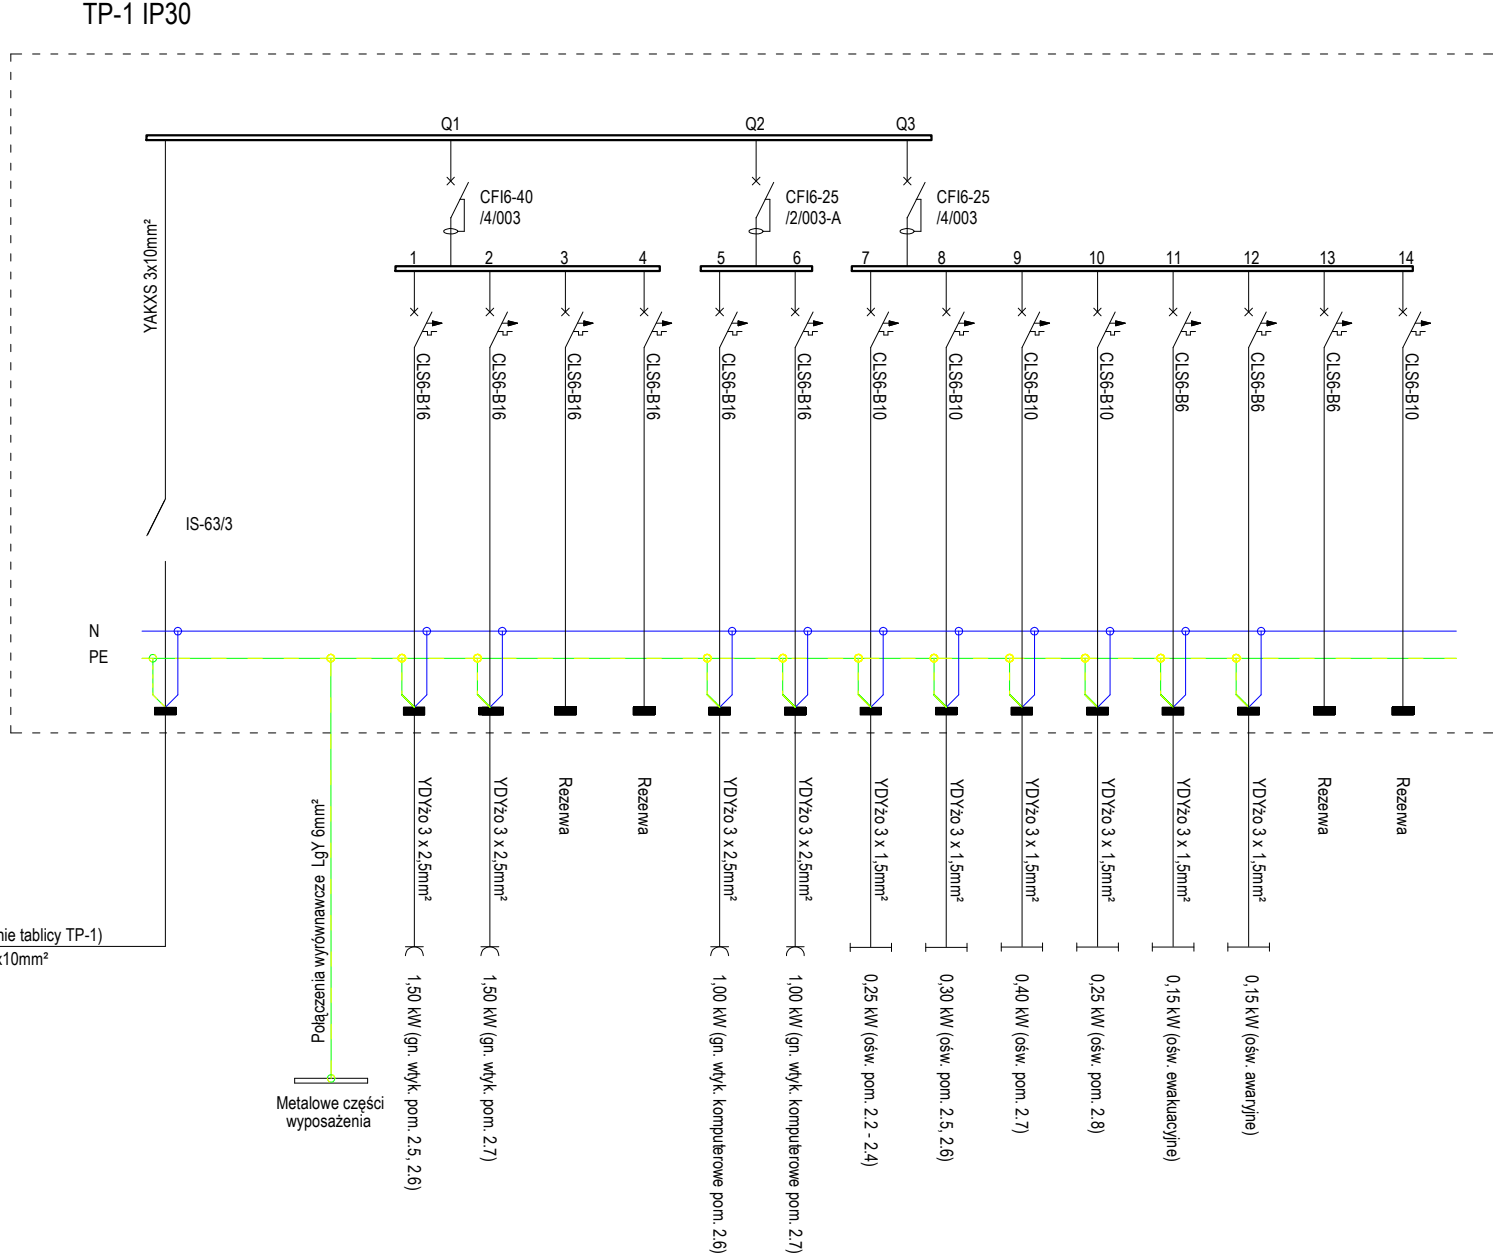 TP-1 IP30
Q1
Q2
Q3
CFI6-40
/4/003
CFI6-25
/2/003-A
CFI6-25
/4/003
YAKXS 3x10mm²
1
2
3
4
5
6
7
8
9
10
11
12
13
14
CLS6-B16
CLS6-B16
CLS6-B16
CLS6-B16
CLS6-B16
CLS6-B16
CLS6-B10
CLS6-B10
CLS6-B10
CLS6-B10
CLS6-B6
CLS6-B6
CLS6-B6
CLS6-B10
IS-63/3
N
PE
YDYżo 3 x 2,5mm²
YDYżo 3 x 2,5mm²
Rezerwa
Rezerwa
YDYżo 3 x 2,5mm²
YDYżo 3 x 2,5mm²
YDYżo 3 x 1,5mm²
YDYżo 3 x 1,5mm²
YDYżo 3 x 1,5mm²
YDYżo 3 x 1,5mm²
YDYżo 3 x 1,5mm²
YDYżo 3 x 1,5mm²
Rezerwa
Rezerwa
Połączenia wyrównawcze LgY 6mm²
nie tablicy TP-1)
x10mm²
Metalowe części
wyposażenia
1,50 kW (gn. wtyk. pom. 2.5, 2.6)
1,50 kW (gn. wtyk. pom. 2.7)
1,00 kW (gn. wtyk. komputerowe pom. 2.6)
1,00 kW (gn. wtyk. komputerowe pom. 2.7)
0,25 kW (ośw. pom. 2.2 - 2.4)
0,30 kW (ośw. pom. 2.5, 2.6)
0,40 kW (ośw. pom. 2.7)
0,25 kW (ośw. pom. 2.8)
0,15 kW (ośw. ewakuacyjne)
0,15 kW (ośw. awaryjne)